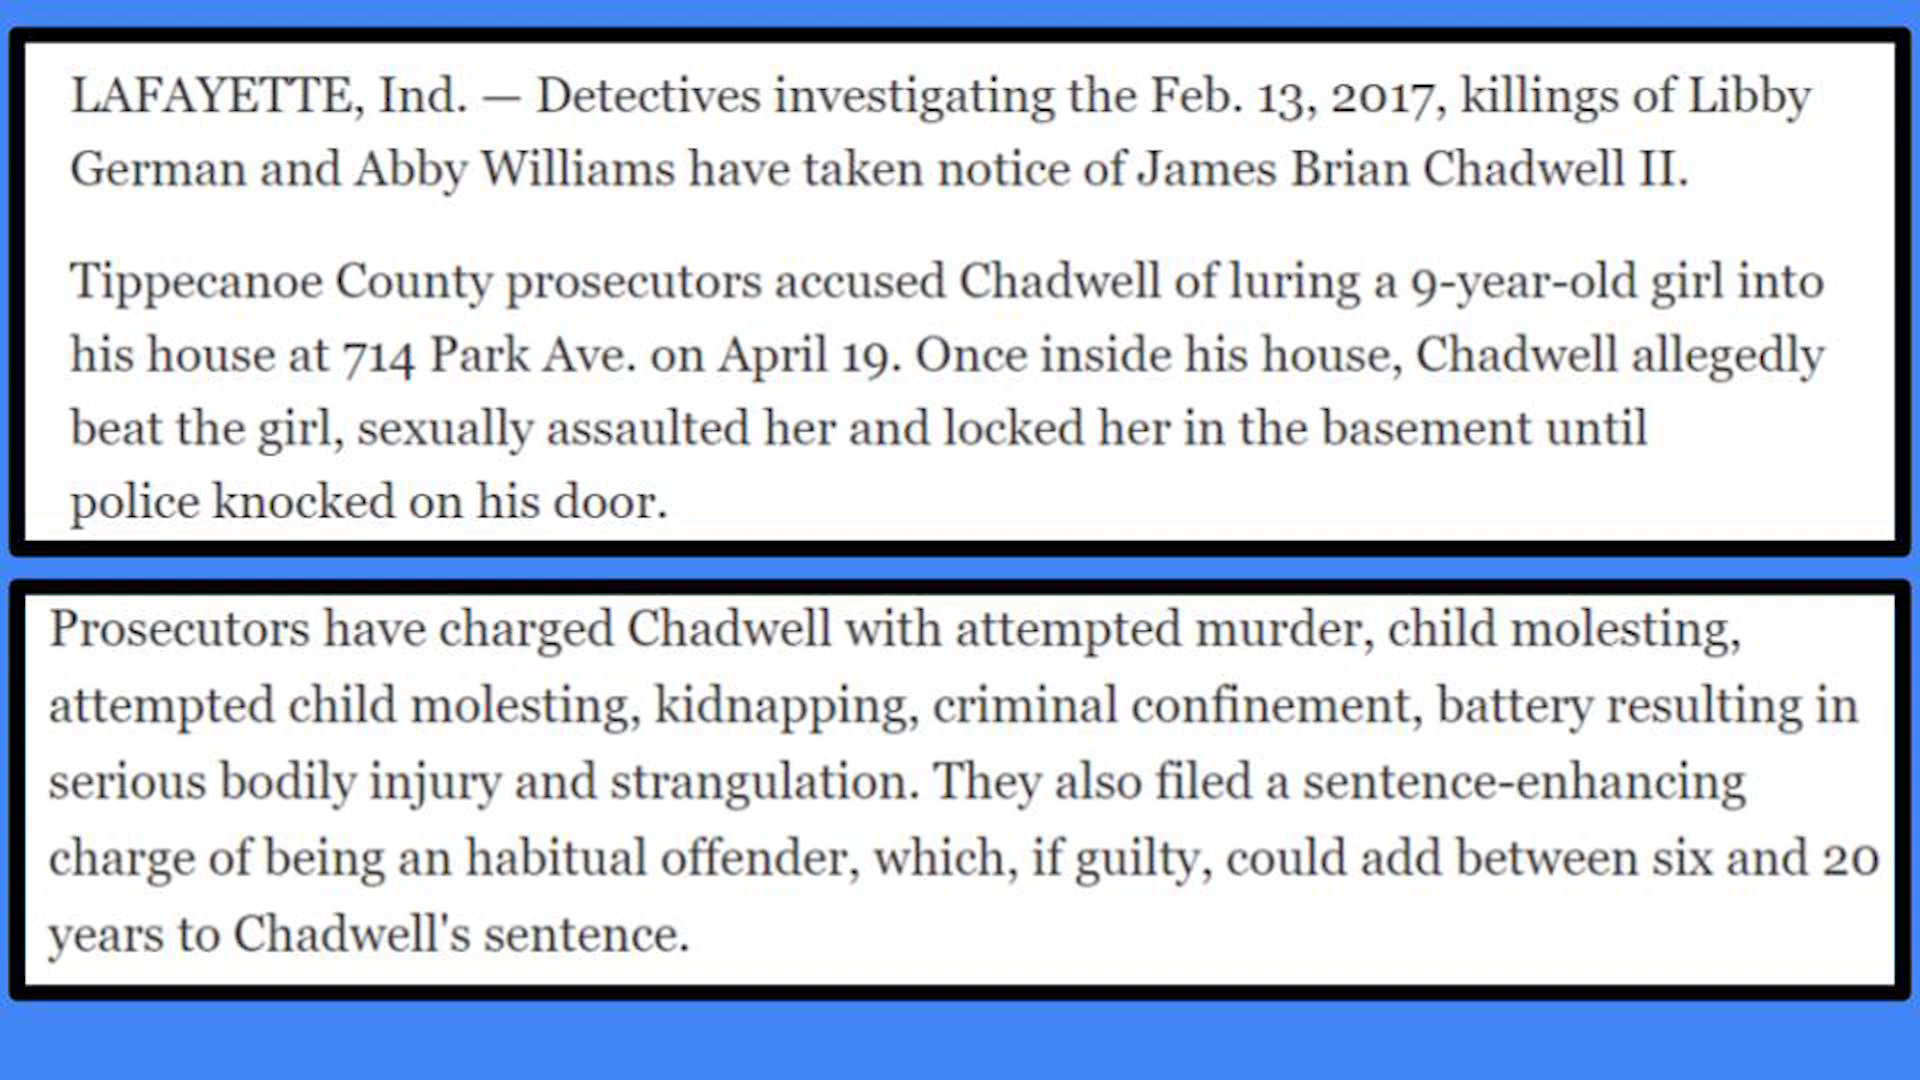 LAFAYETTE, Ind. — Detectives investigating the Feb. 13, 2017, killings of Libby
German and Abby Williams have taken notice of James Brian Chadwell II.
Tippecanoe County prosecutors accused Chadwell of luring a 9-year-old girl into
his house at 714 Park Ave. on April 19. Once inside his house, Chadwell allegedly
beat the girl, sexually assaulted her and locked her in the basement until
police knocked on his door.
Prosecutors have charged Chadwell with attempted murder, child molesting,
attempted child molesting, kidnapping, criminal confinement, battery resulting in
serious bodily injury and strangulation. They also filed a sentence-enhancing
charge of being an habitual offender, which, if guilty, could add between six and 20
years to Chadwell's sentence.